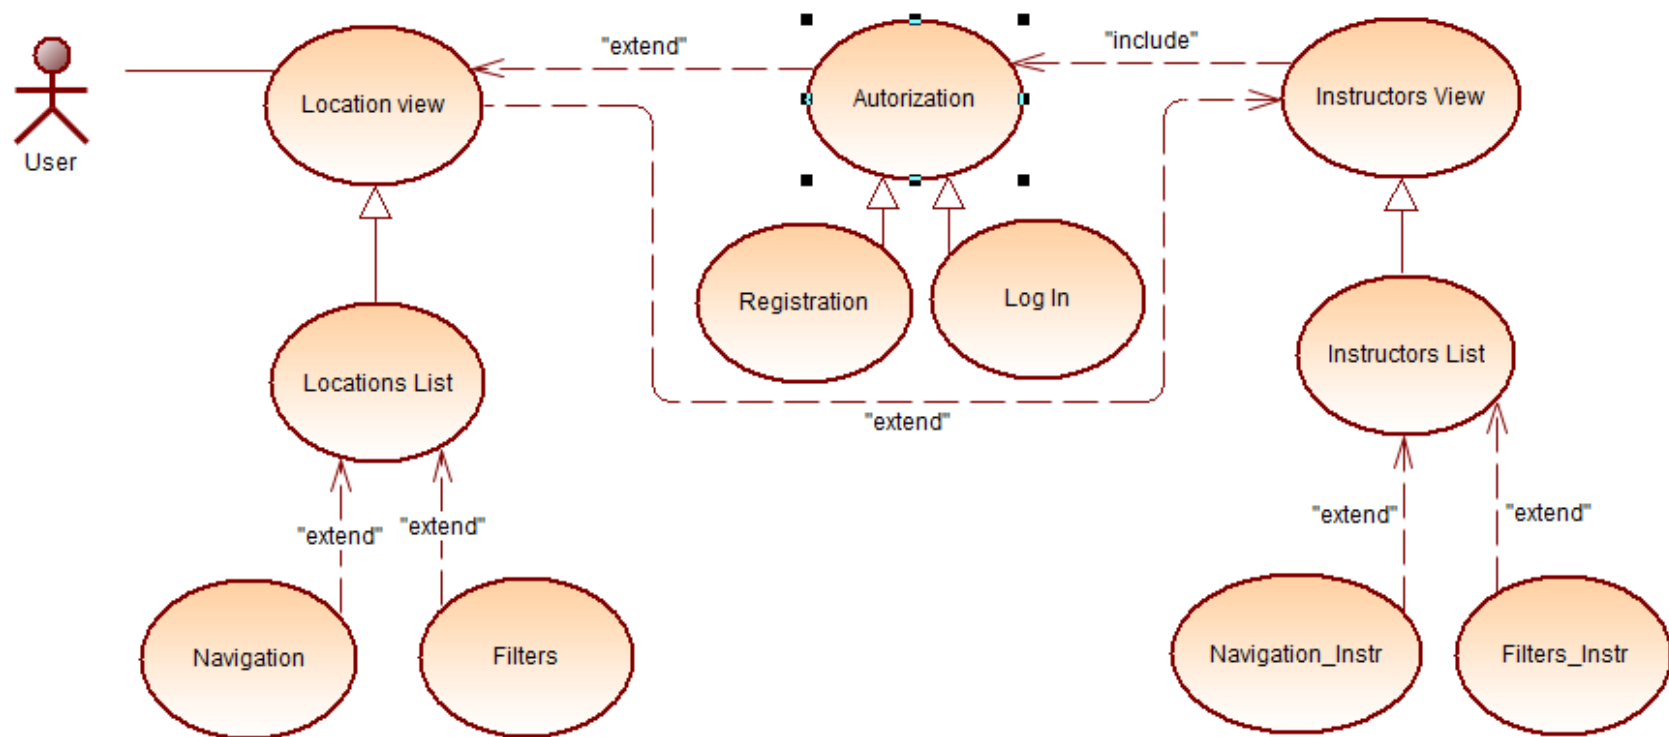 "extend"
"include"
Location view
Autorization
Instructors View
User
Registration
Log In
Locations List
Instructors List
"extend"
"extend"
"extend"
"extend"
"extend"
Navigation
Filters
Navigation_Instr
Filters_Instr